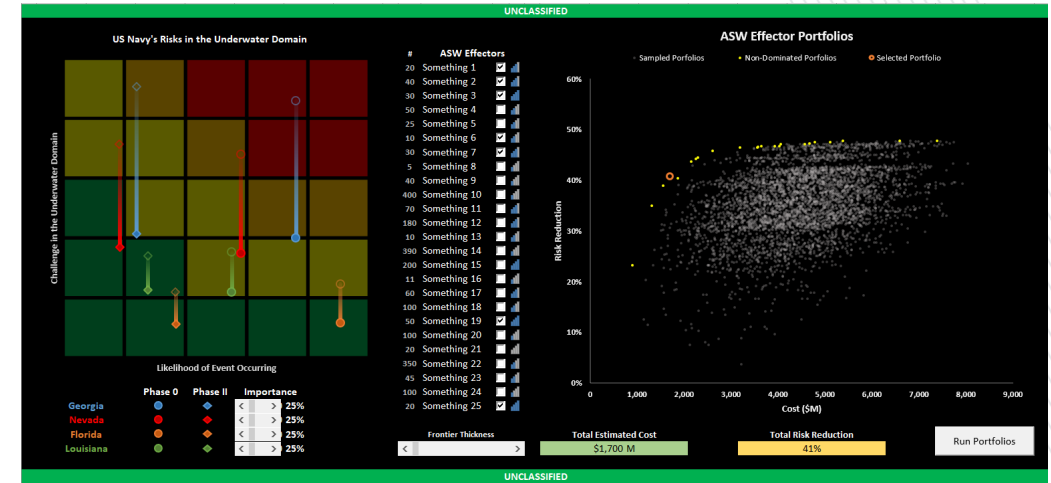 UNCLASSIFIED
US Navy's Risks in the Underwater Domain
Challenge in the Underwater Domain
Likelihood of Event Occurring
Phase 0 Phase II Importance
Georgia 25%
Nevada 25%
Florida 25%
Louisiana 25%
# ASW Effectors
20 Something 1
40 Something 2
30 Something 3
50 Something 4
25 Something 5
10 Something 6
30 Something 7
5 Something 8
40 Something 9
400 Something 10
70 Something 11
180 Something 12
10 Something 13
390 Something 14
200 Something 15
11 Something 16
60 Something 17
100 Something 18
50 Something 19
100 Something 20
20 Something 21
350 Something 22
45 Something 23
100 Something 24
20 Something 25
Frontier Thickness
ASW Effector Portfolios
Sampled Porfolios Non-Dominated Porfolios Selected Portfolio
Risk Reduction
60%
50%
40%
30%
20%
10%
0%
0 1,000 2,000 3,000 4,000 5,000 6,000 7,000 8,000 9,000
Cost ($M)
Total Estimated Cost
$1,700 M
Total Risk Reduction
41%
Run Portfolios
UNCLASSIFIED